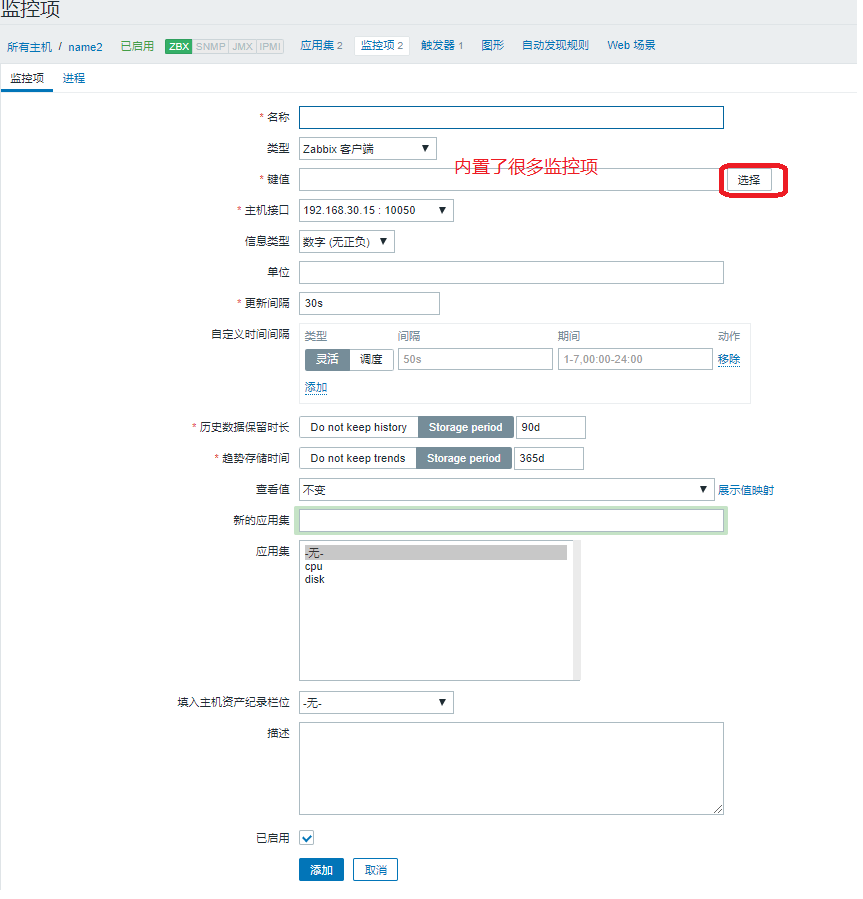 监控项
所有主机 / name2 已启用 ZBX SNMP JMX IPMI 应用集 2 监控项 2 触发器 1 图形 自动发现规则 Web 场景
监控项 进程
* 名称
类型 Zabbix 客户端
内置了很多监控项
* 键值 选择
* 主机接口 192.168.30.15 : 10050
信息类型 数字 (无正负)
单位
* 更新间隔 30s
自定义时间间隔 类型 间隔 期间 动作
灵活 调度 50s 1-7,00:00-24:00 移除
添加
* 历史数据保留时长 Do not keep history Storage period 90d
* 趋势存储时间 Do not keep trends Storage period 365d
查看值 不变 展示值映射
新的应用集
应用集 -无-
cpu
disk
填入主机资产纪录栏位 -无-
描述
已启用
添加 取消